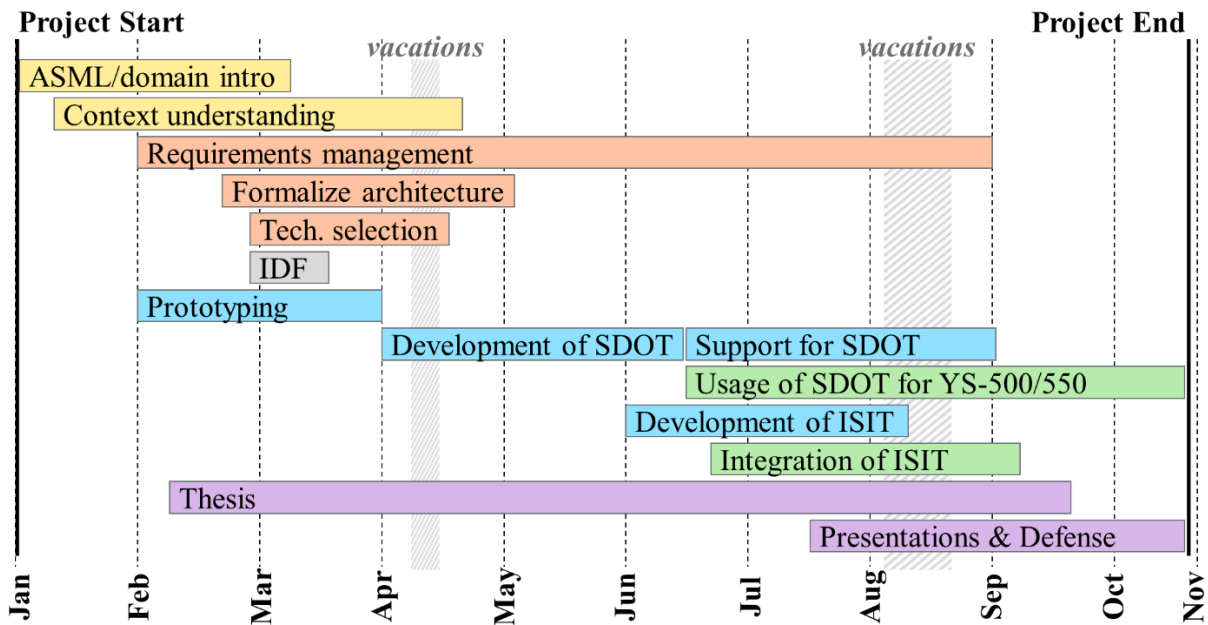 Project Start
Project End
vacations
vacations
ASML/domain intro
Context understanding
Requirements management
Formalize architecture
Tech. selection
IDF
Prototyping
Development of SDOT
Support for SDOT
Usage of SDOT for YS-500/550
Development of ISIT
Integration of ISIT
Thesis
Presentations & Defense
Jan
Feb
Mar
Apr
May
Jun
Jul
Aug
Sep
Oct
Nov